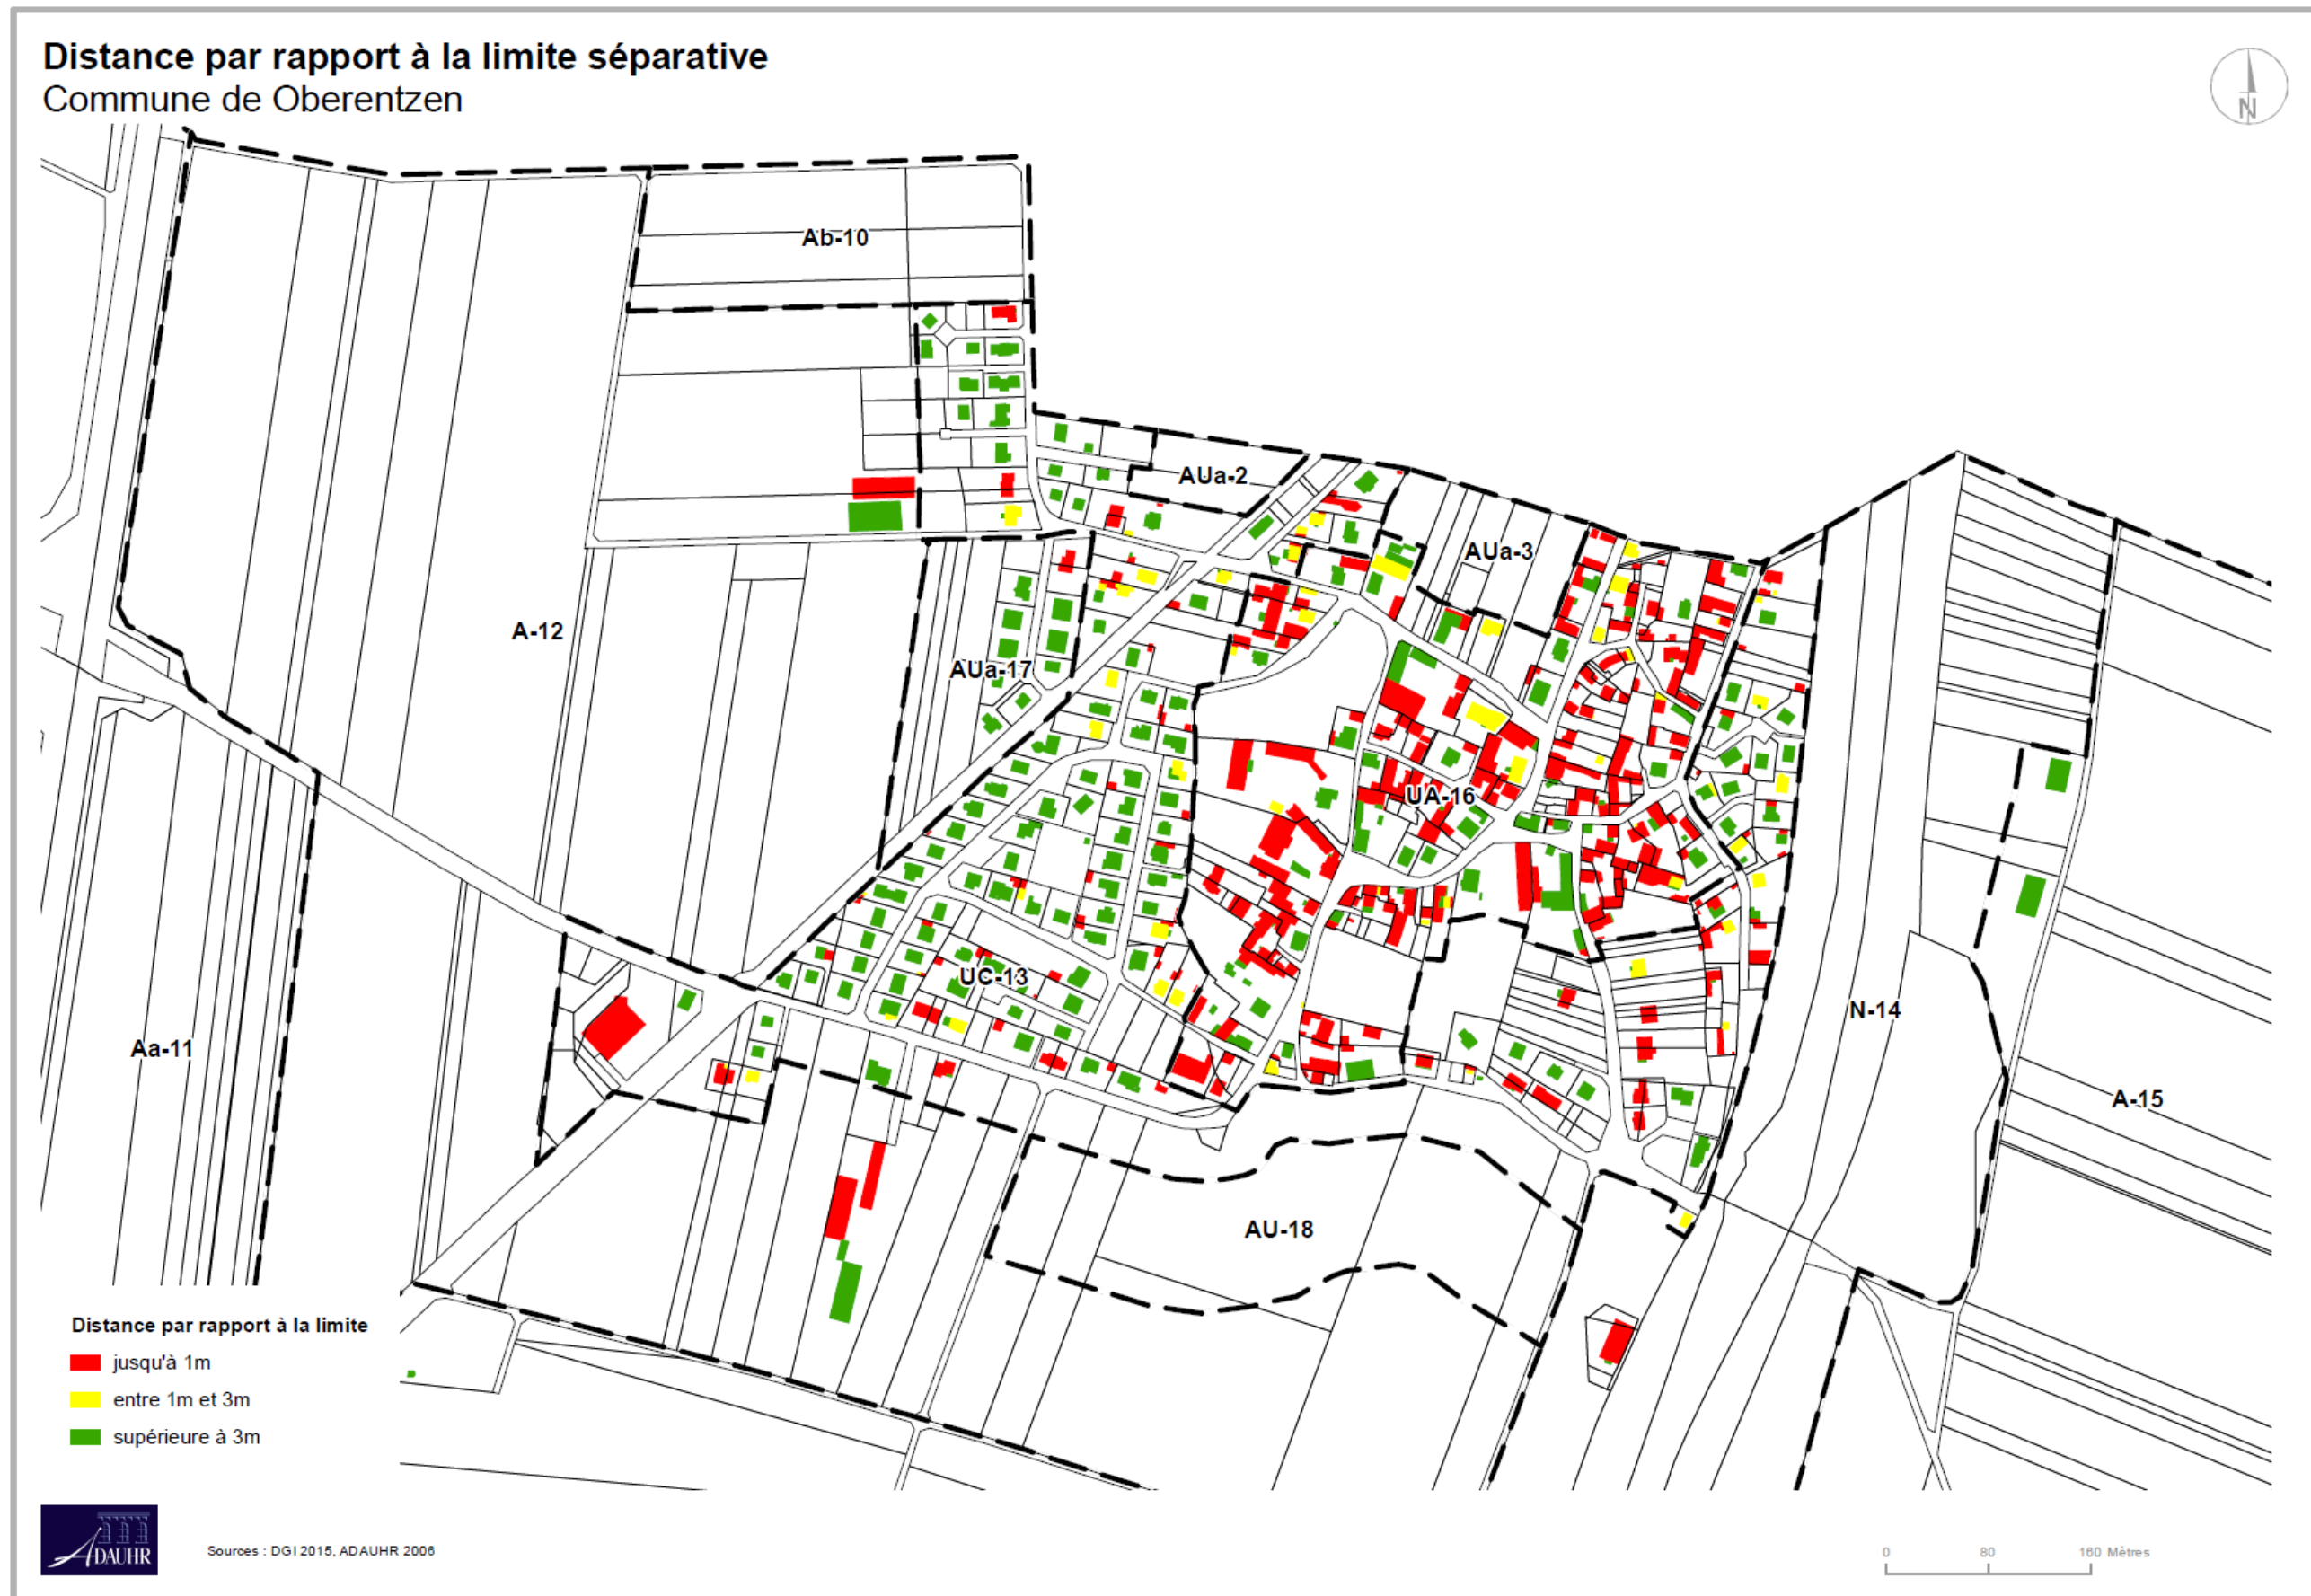 Distance par rapport à la limite séparative
Commune de Oberentzen
N
Ab-10
AUa-2
AUa-3
A-12
AUa-17
UA-16
UC-13
N-14
Aa-11
A-15
AU-18
Distance par rapport à la limite
jusqu'à 1m
entre 1m et 3m
supérieure à 3m
ADAUHR
Sources : DGI 2015, ADAUHR 2006
0 80 160 Mètres